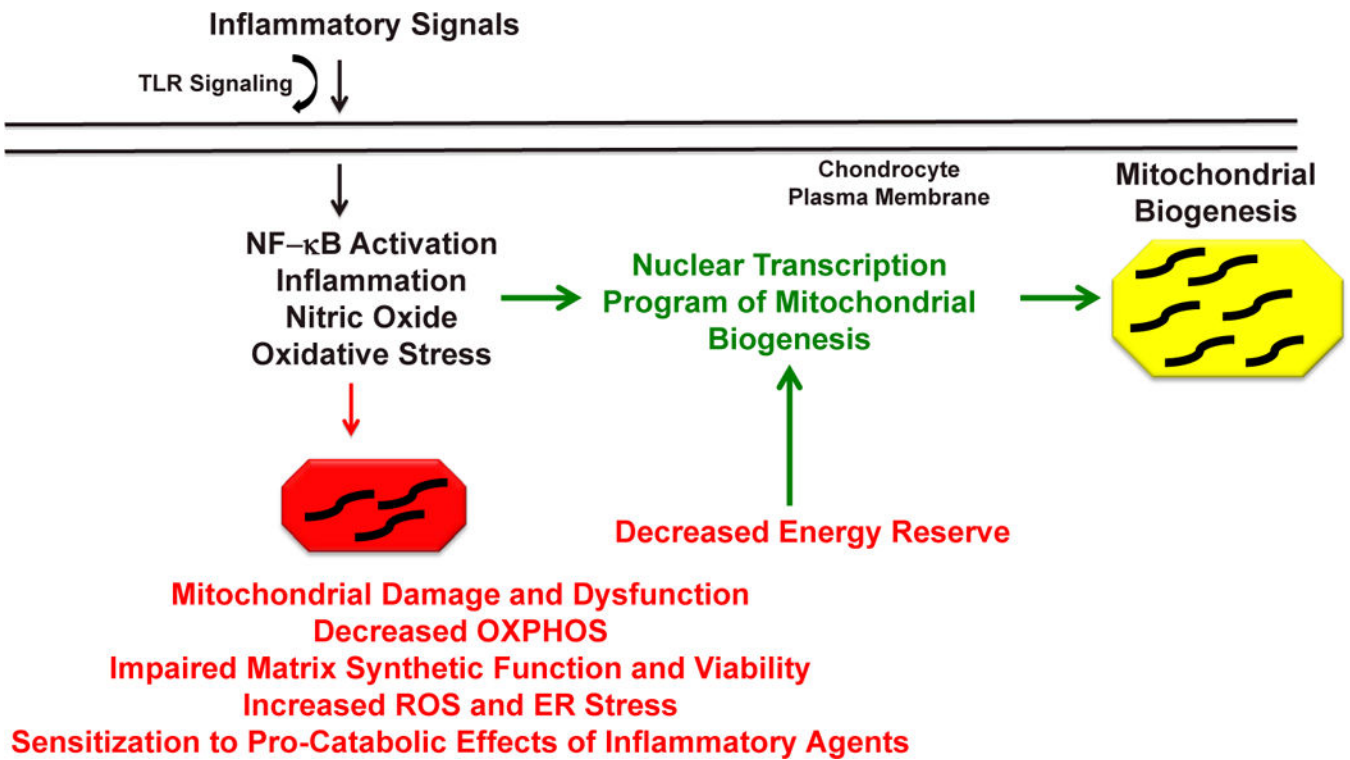 Inflammatory Signals
TLR Signaling
Chondrocyte
Plasma Membrane
Mitochondrial
Biogenesis
NF–κB Activation
Inflammation
Nitric Oxide
Oxidative Stress
Nuclear Transcription
Program of Mitochondrial
Biogenesis
Decreased Energy Reserve
Mitochondrial Damage and Dysfunction
Decreased OXPHOS
Impaired Matrix Synthetic Function and Viability
Increased ROS and ER Stress
Sensitization to Pro-Catabolic Effects of Inflammatory Agents